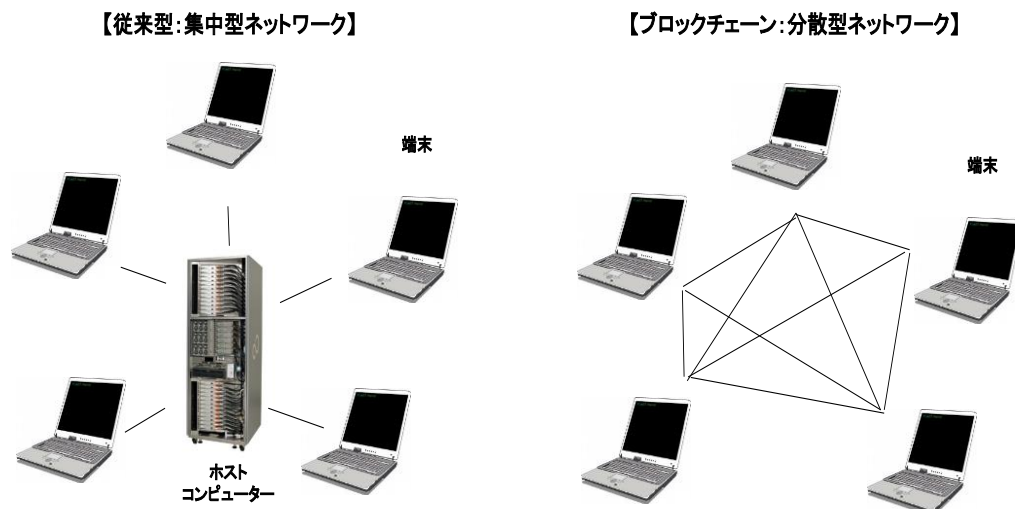 【従来型:集中型ネットワーク】
【ブロックチェーン:分散型ネットワーク】
端末
端末
ホスト
コンピューター